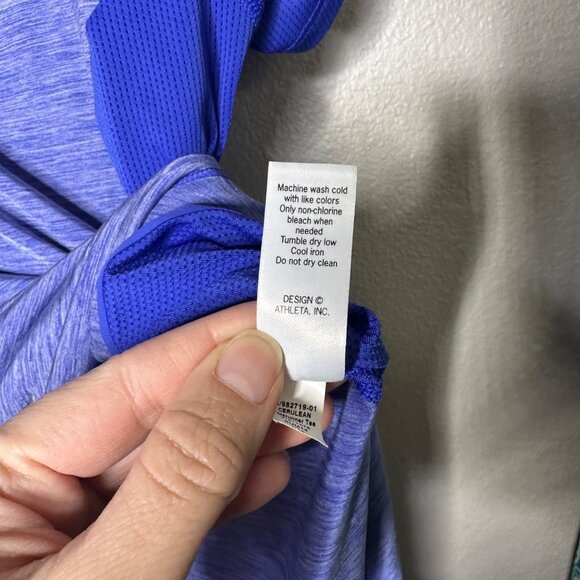 Machine wash cold
with like colors
Only non-chlorine
bleach when
needed
Tumble dry low
Cool iron
Do not dry clean
DESIGN ©
ATHLETA, INC.
982719-01
CERULEAN
Tee